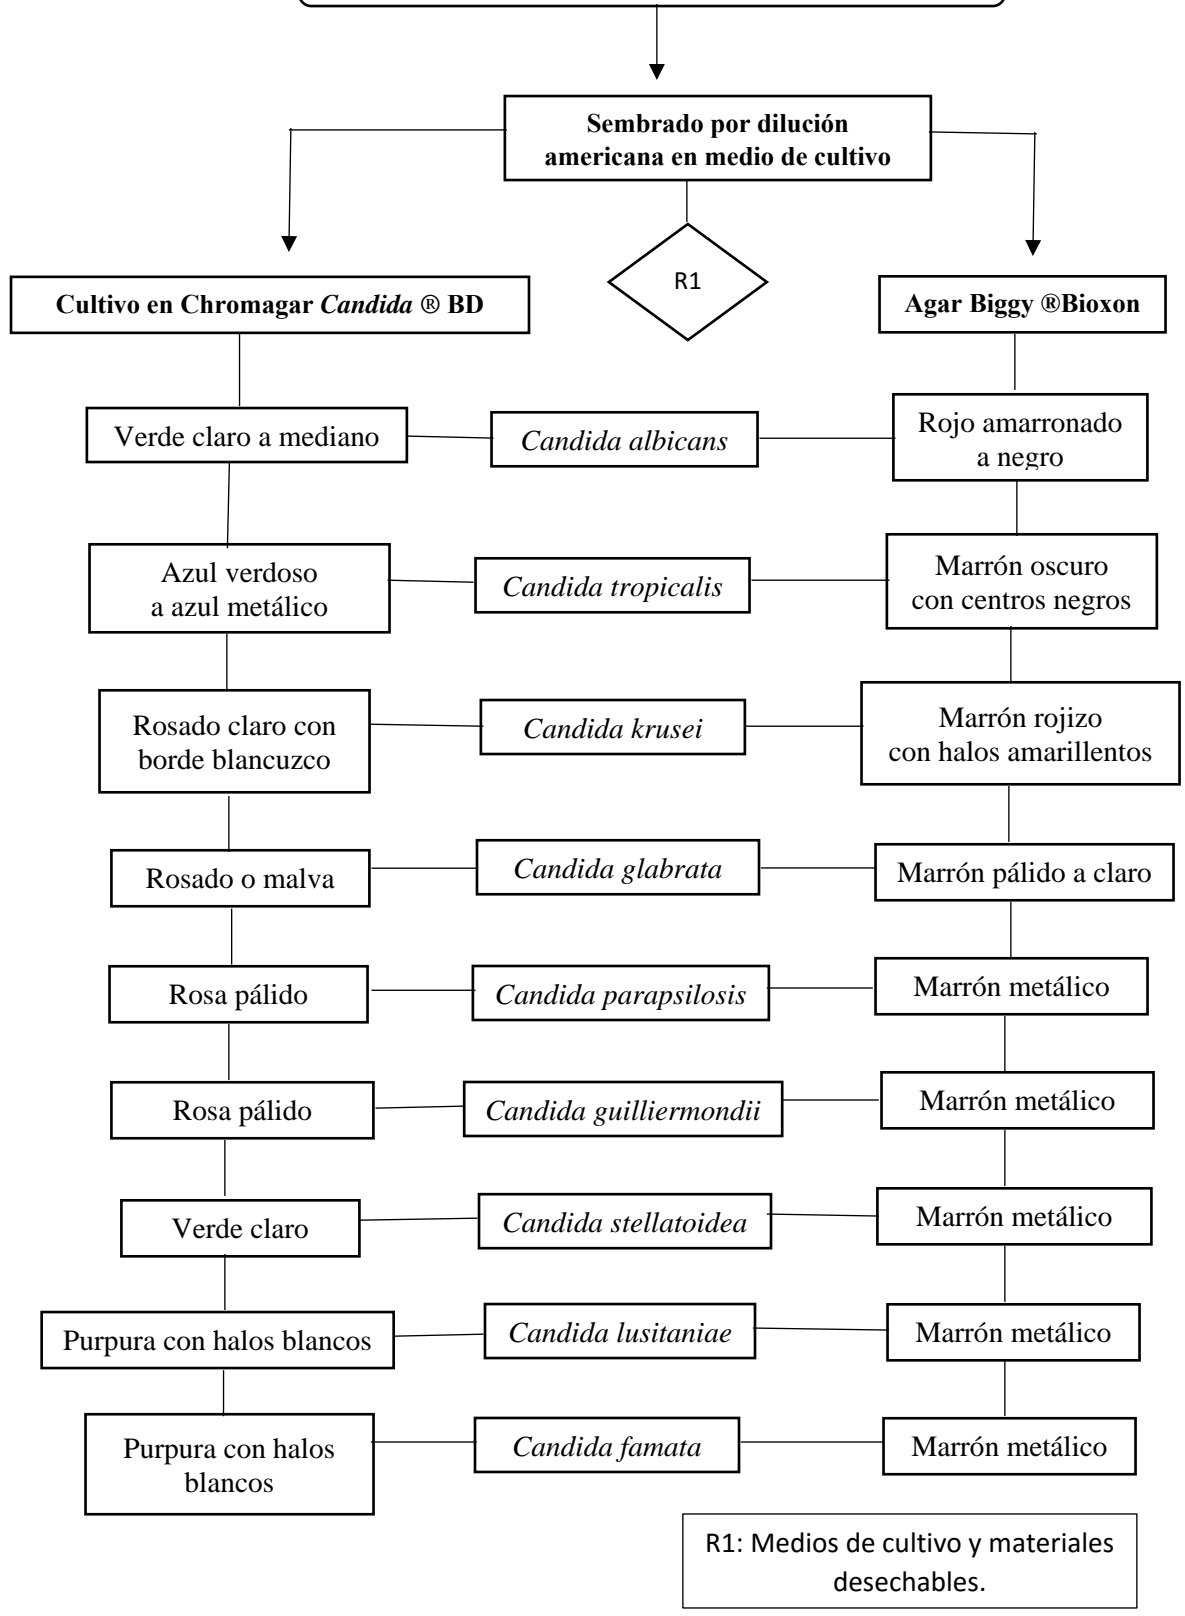 Sembrado por dilución
americana en medio de cultivo
R1
Cultivo en Chromagar Candida ® BD
Agar Biggy ®Bioxon
Verde claro a mediano
Candida albicans
Rojo amarronado
a negro
Azul verdoso
a azul metálico
Candida tropicalis
Marrón oscuro
con centros negros
Rosado claro con
borde blancuzco
Candida krusei
Marrón rojizo
con halos amarillentos
Rosado o malva
Candida glabrata
Marrón pálido a claro
Rosa pálido
Candida parapsilosis
Marrón metálico
Rosa pálido
Candida guilliermondii
Marrón metálico
Verde claro
Candida stellatoidea
Marrón metálico
Purpura con halos blancos
Candida lusitaniae
Marrón metálico
Purpura con halos
blancos
Candida famata
Marrón metálico
R1: Medios de cultivo y materiales
desechables.